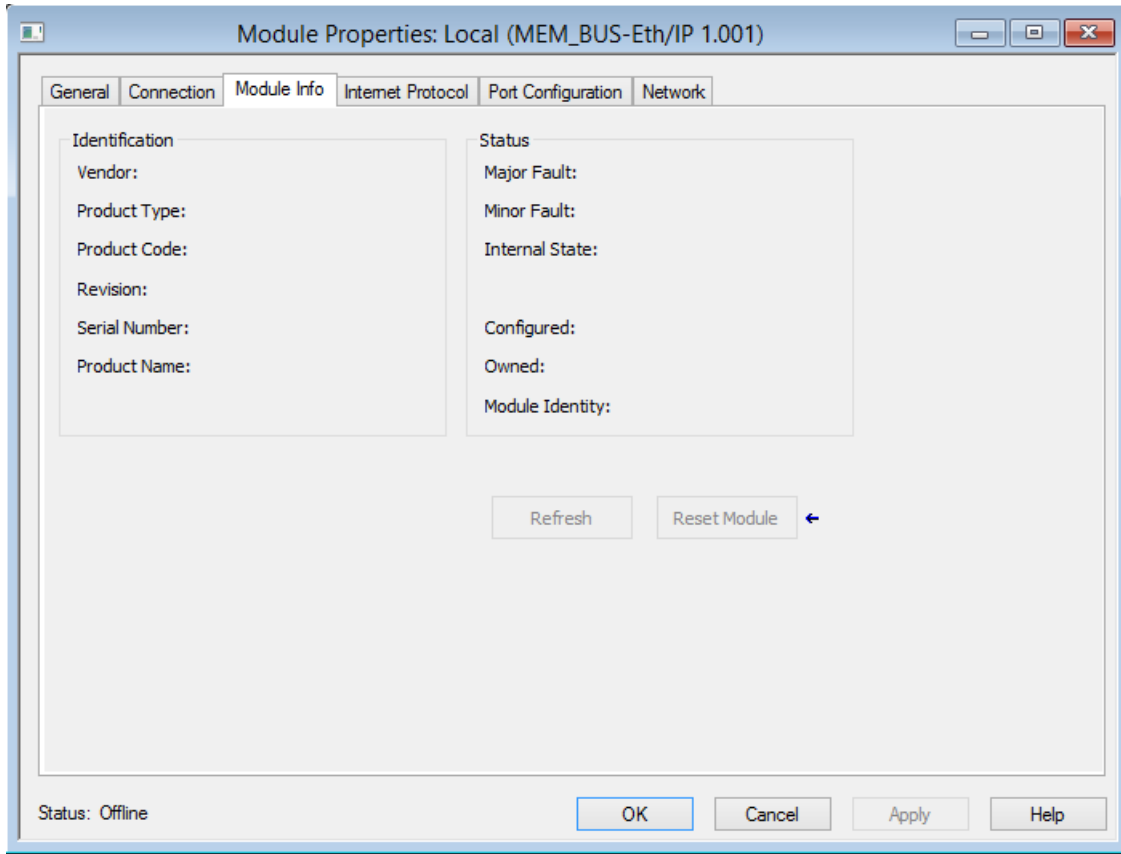 Module Properties: Local (MEM_BUS-Eth/IP 1.001)
General Connection Module Info Internet Protocol Port Configuration Network
Identification
Vendor:
Product Type:
Product Code:
Revision:
Serial Number:
Product Name:
Status
Major Fault:
Minor Fault:
Internal State:
Configured:
Owned:
Module Identity:
Refresh Reset Module
Status: Offline
OK Cancel Apply Help